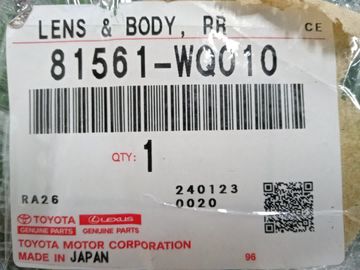 LENS & BODY, RR
CE
81561-WQ010
QTY: 1
RA26
240123
0020
TOYOTA LEXUS
GENUINE PARTS GENUINE PARTS
TOYOTA MOTOR CORPORATION
MADE IN JAPAN
96